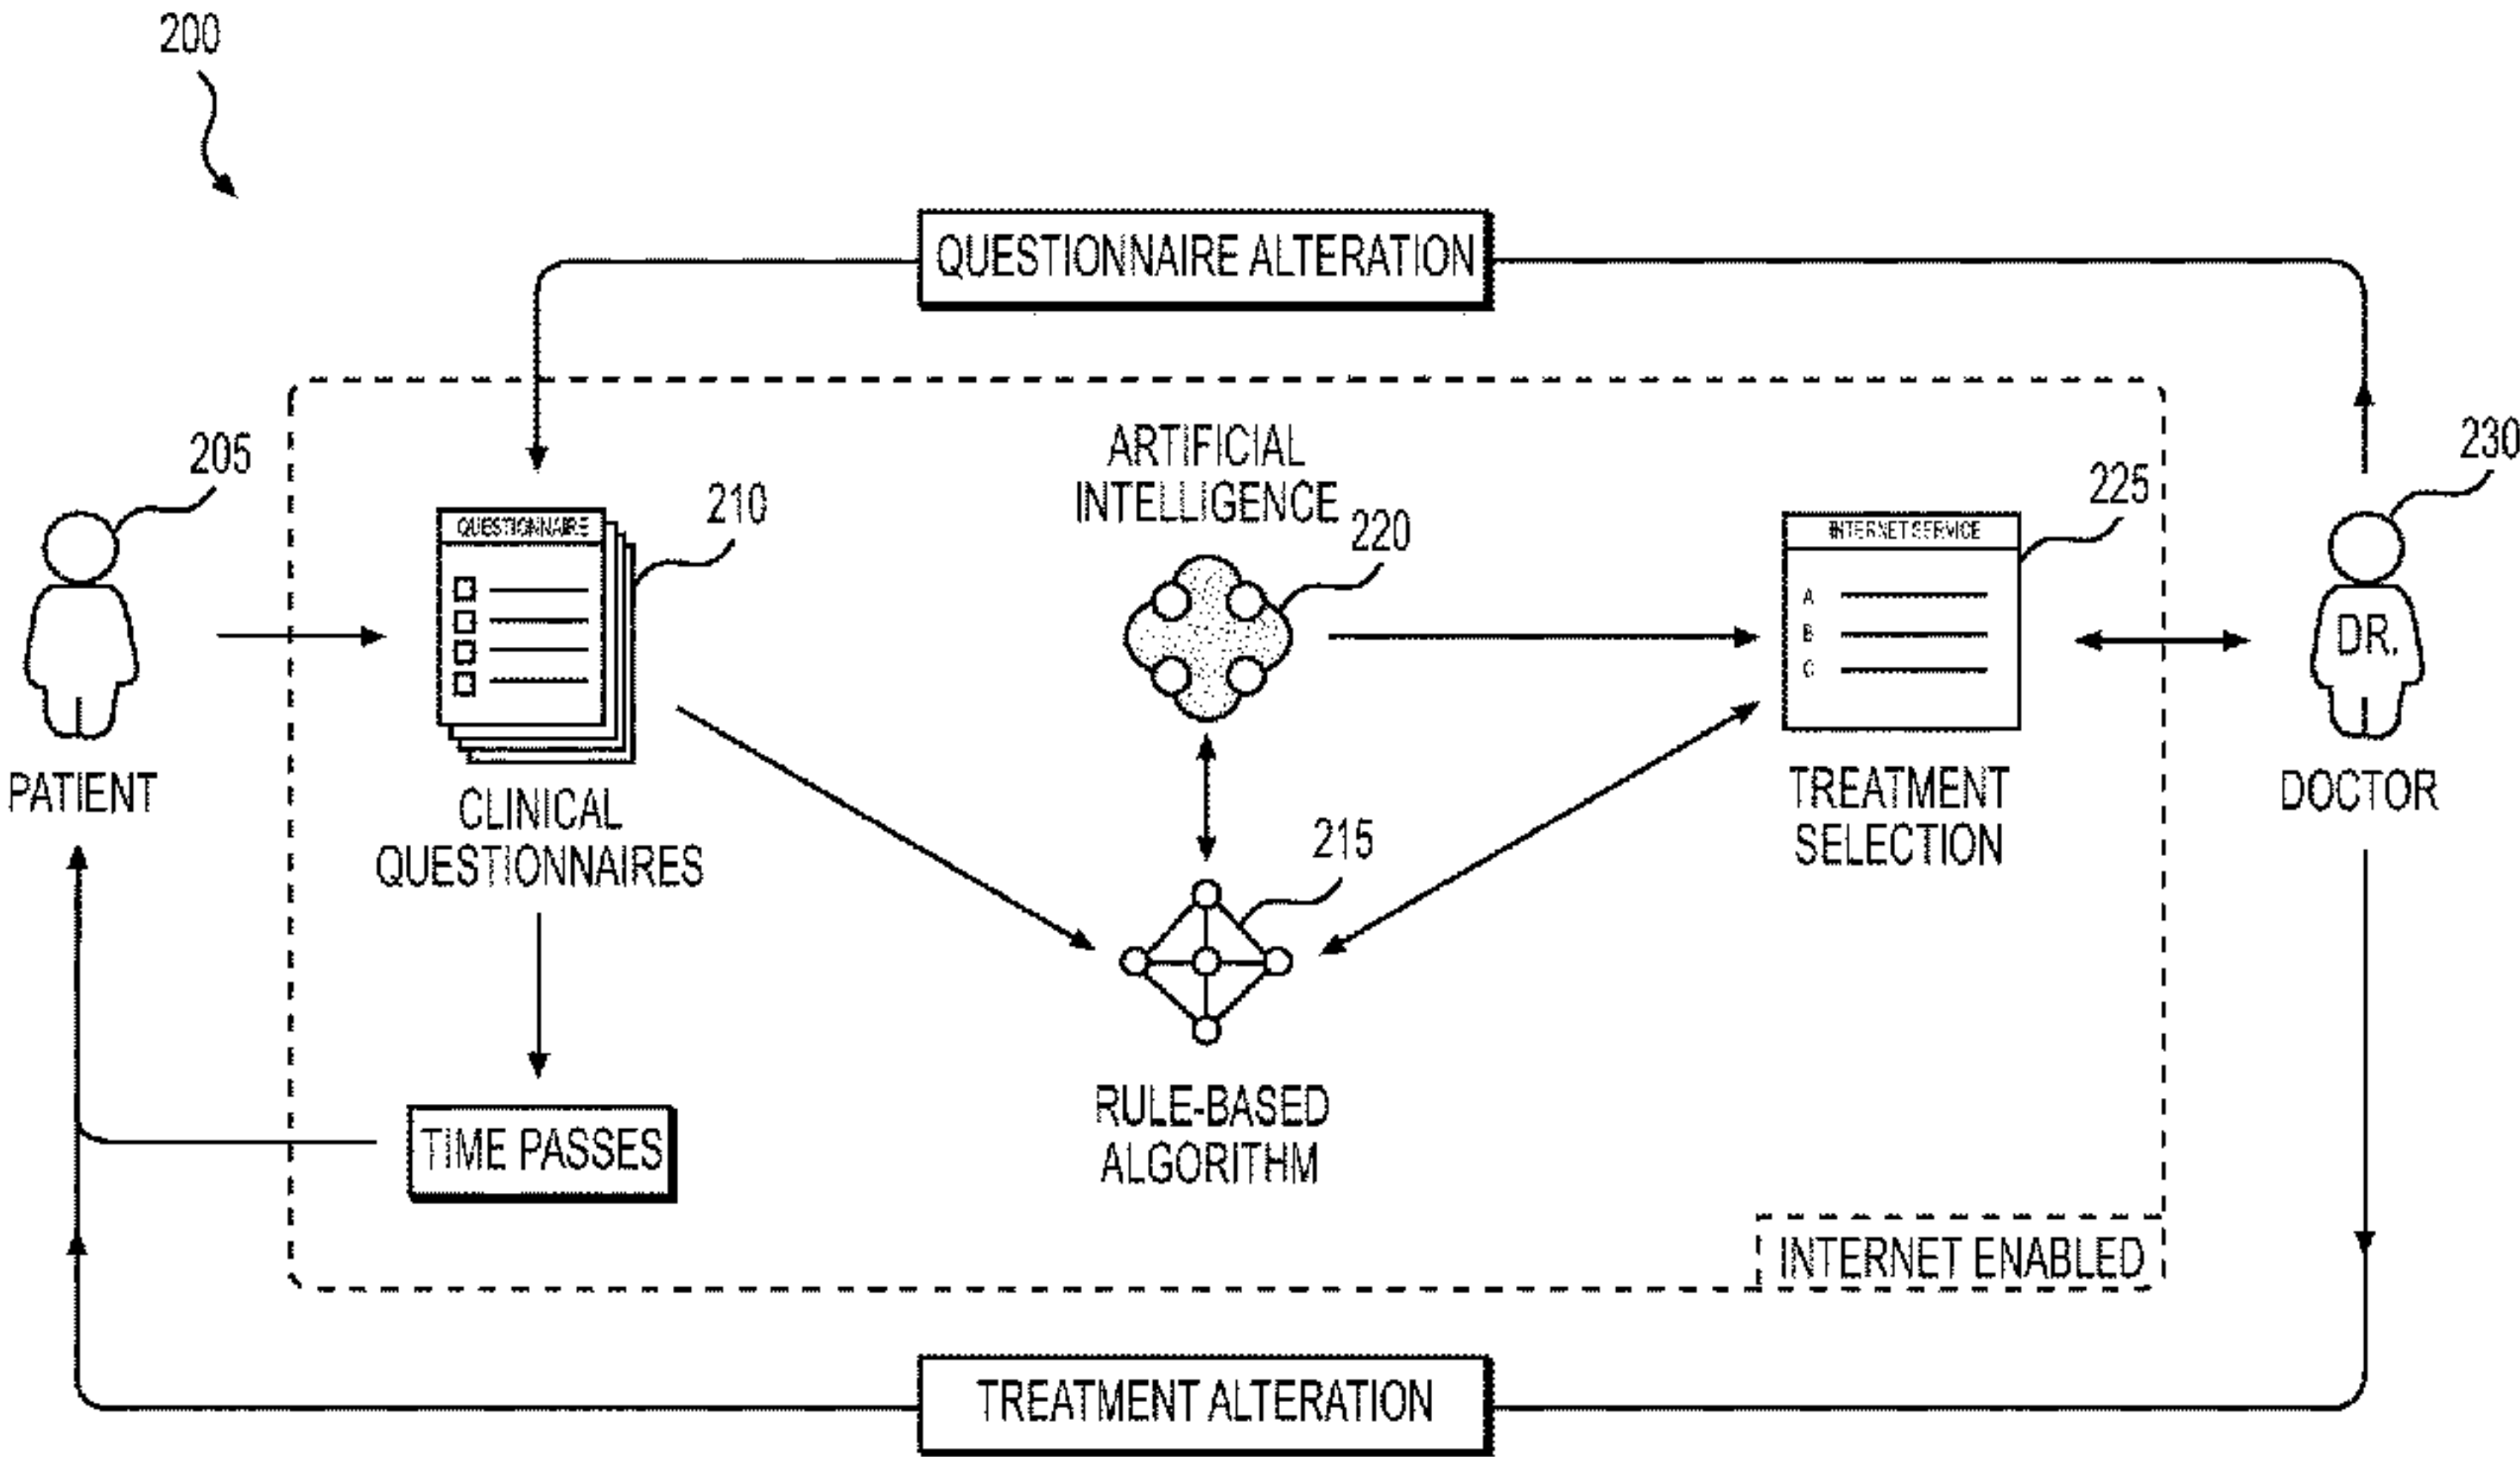 200
QUESTIONNAIRE ALTERATION
205
ARTIFICIAL
INTELLIGENCE
230
210
220
225
QUESTIONNAIRE
INTERNET SERVICE
A
B
C
DR.
PATIENT
CLINICAL
QUESTIONNAIRES
215
TREATMENT
SELECTION
DOCTOR
TIME PASSES
RULE-BASED
ALGORITHM
INTERNET ENABLED
TREATMENT ALTERATION